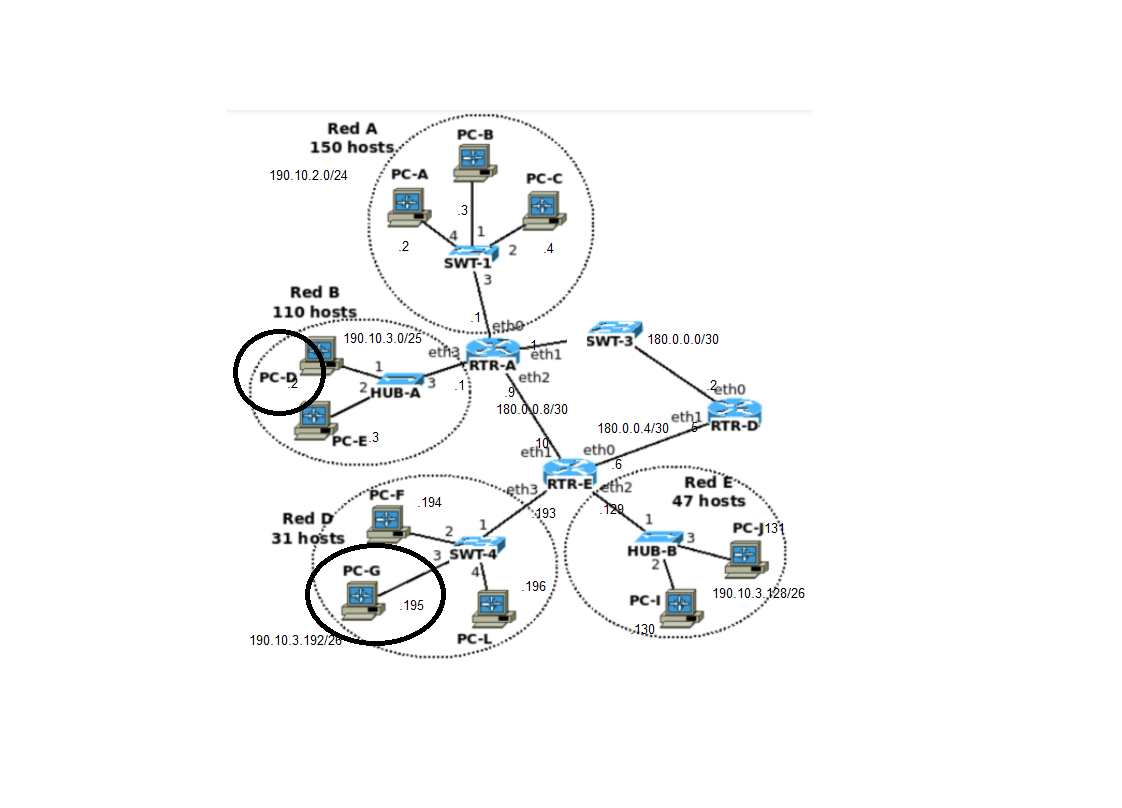 Red A
150 hosts
190.10.2.0/24
PC-B
PC-A
PC-C
.3
4
1
.2
2
.4
SWT-1
3
.1
eth0
Red B
110 hosts
190.10.3.0/25
eth3
RTR-A
.1
eth1
SWT-3
180.0.0.0/30
PC-D
.2
1
2
HUB-A
3
.1
eth2
.9
180.0.0.8/30
PC-E
.3
.2
eth0
eth1
.5
RTR-D
180.0.0.4/30
.10
eth1
eth0
.6
RTR-E
eth3
eth2
.193
.129
Red D
31 hosts
PC-F
.194
2
1
SWT-4
3
4
PC-G
.195
.196
PC-L
190.10.3.192/26
Red E
47 hosts
1
HUB-B
3
2
PC-J
131
PC-I
130
190.10.3.128/26